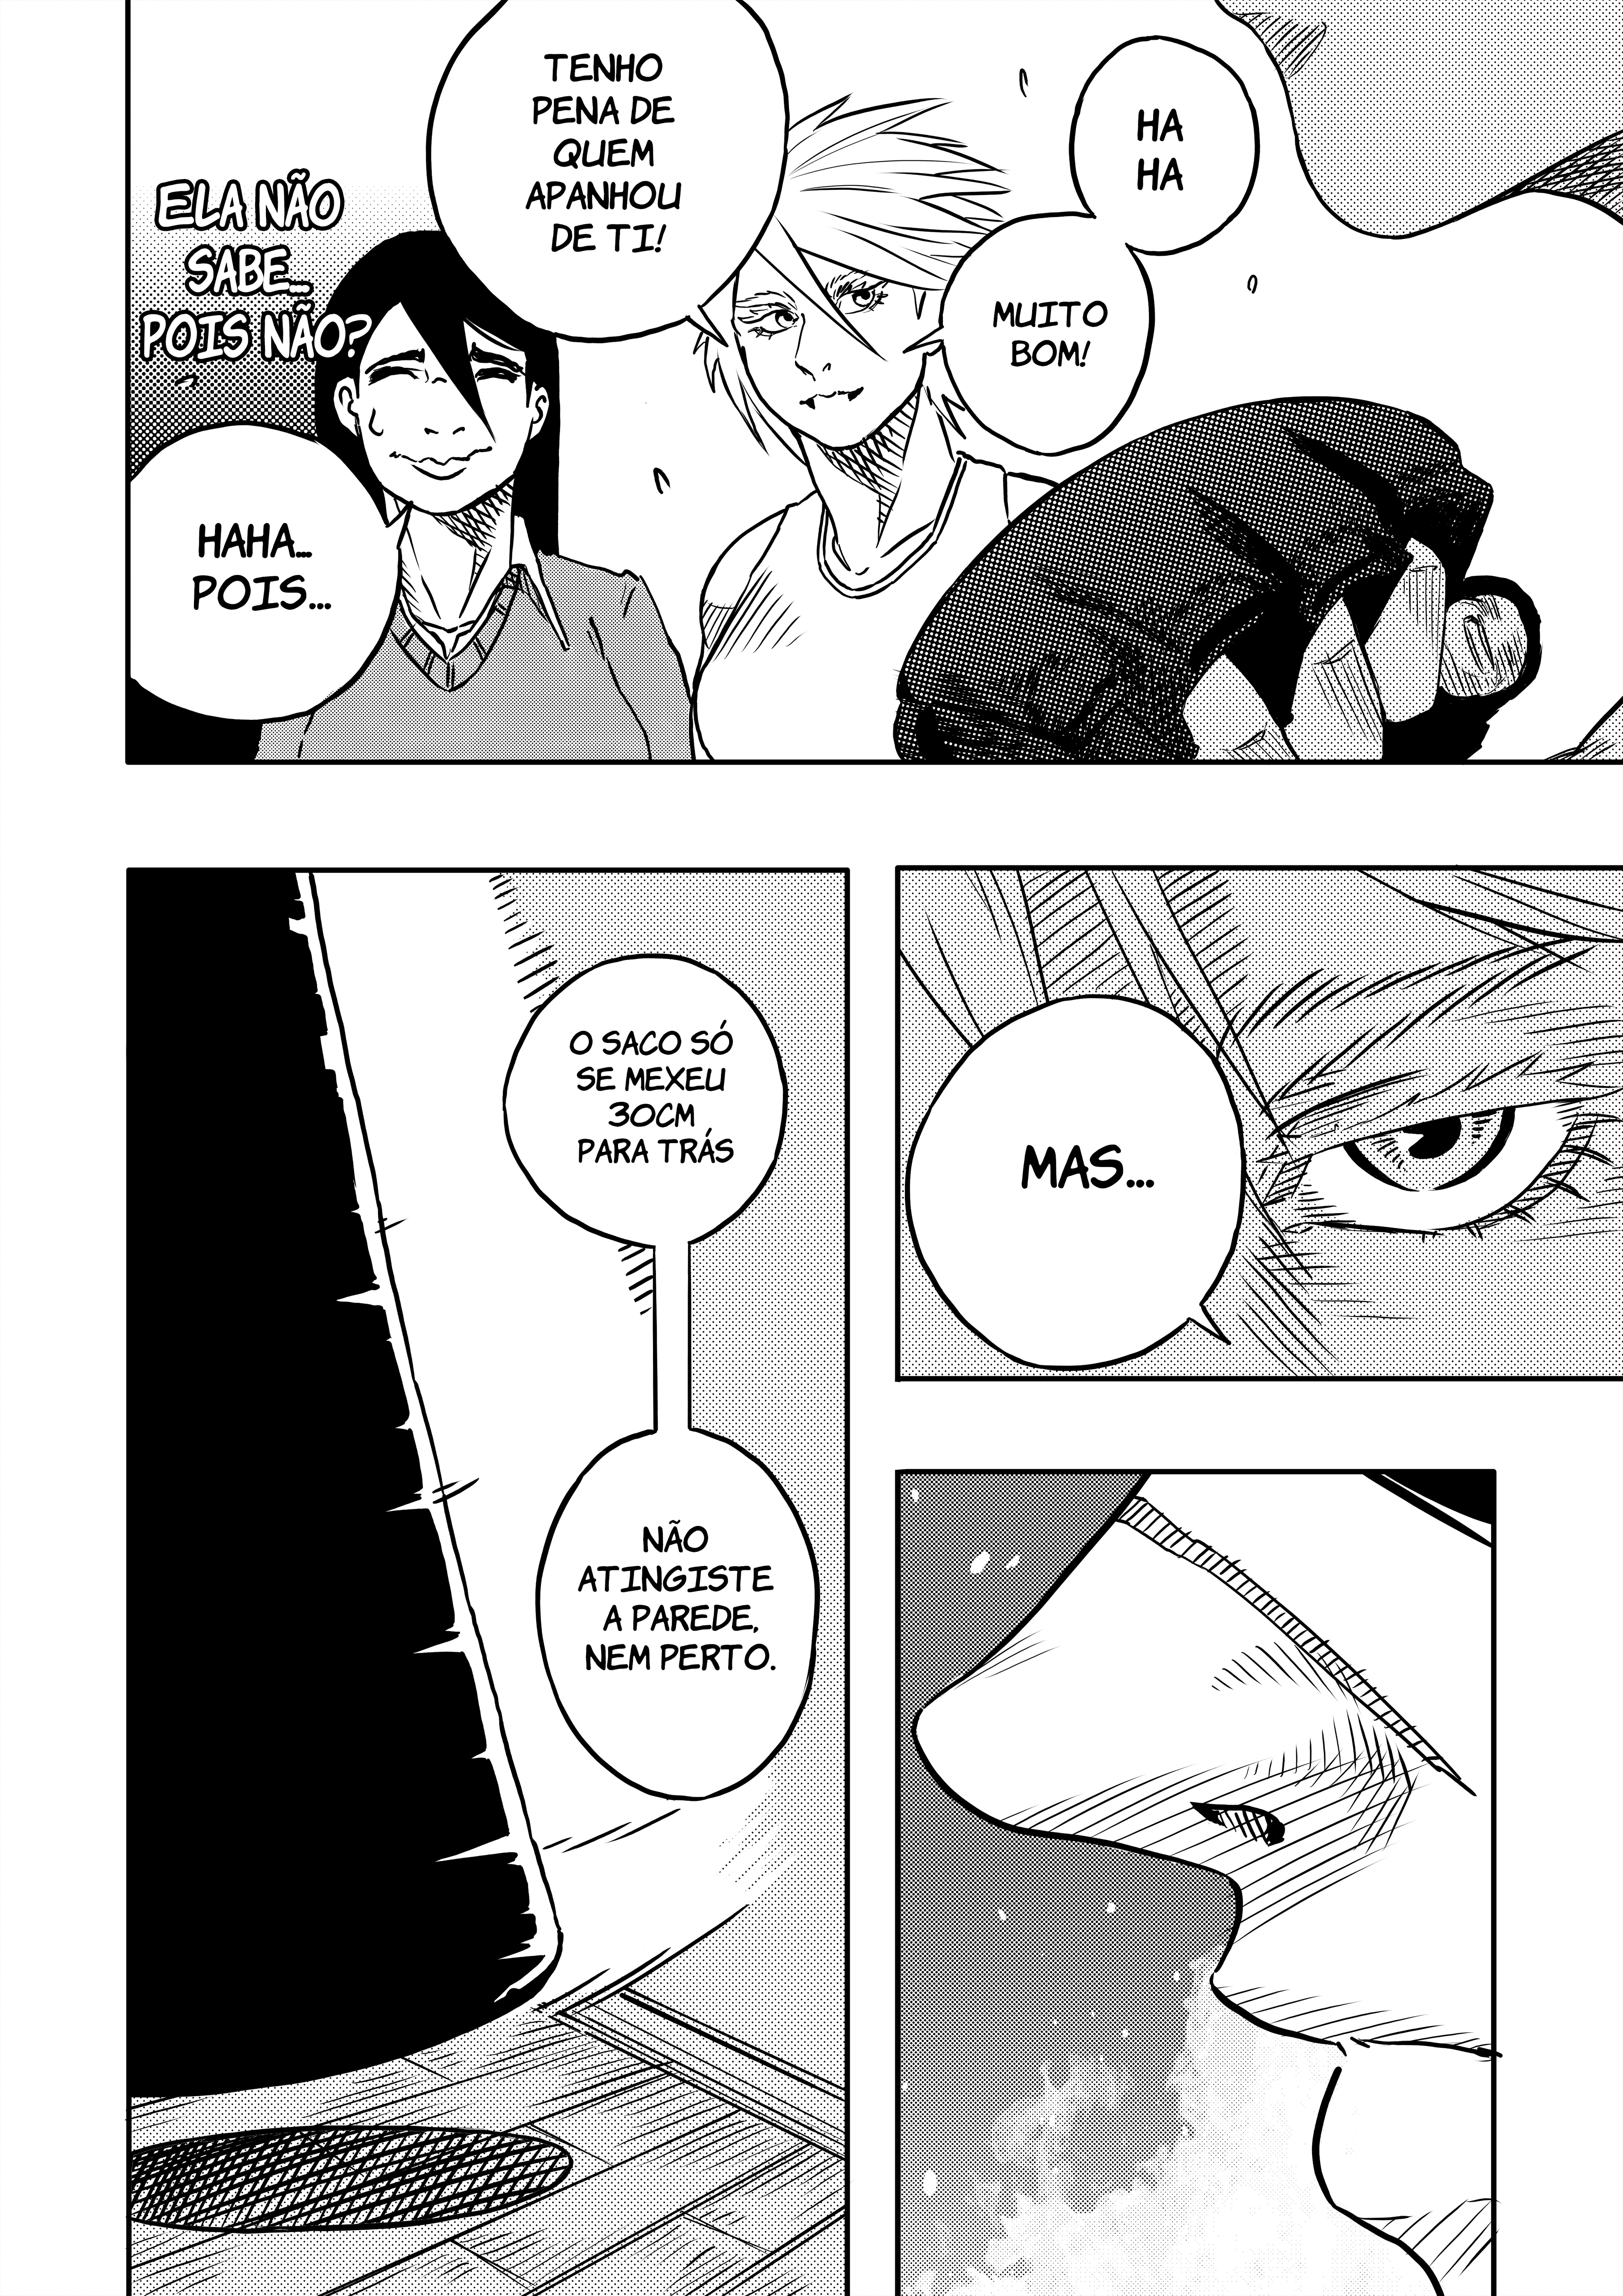 HA
HA
MUITO
BOM!
TENHO
PENA DE
QUEM
APANHOU
DE TI!
ELA NÃO
SABE...
POIS NÃO?
HAHA...
POIS...
MAS...
O SACO SÓ
SE MEXEU
30CM
PARA TRÁS
NÃO
ATINGISTE
A PAREDE,
NEM PERTO.